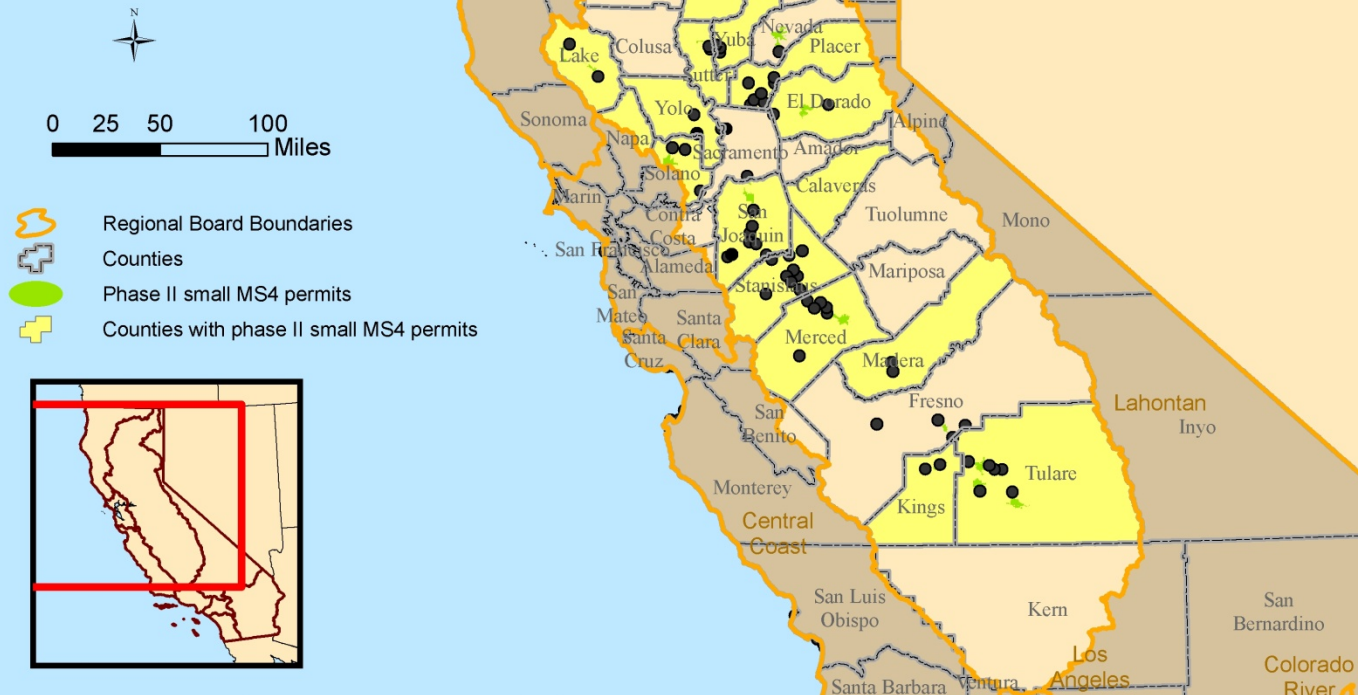 N
0 25 50 100
Miles
Regional Board Boundaries
Counties
Phase II small MS4 permits
Counties with phase II small MS4 permits
Lake
Colusa
Yuba
Nevada
Placer
Sutter
Yolo
El Dorado
Sonoma
Napa
Sacramento
Amador
Alpine
Solano
Marin
Calaveras
Contra
Costa
San
Joaquin
Tuolumne
Mono
San Francisco
Alameda
Mariposa
San
Mateo
Stanislaus
Santa
Clara
Santa
Cruz
Merced
Madera
San
Benito
Fresno
Lahontan
Inyo
Monterey
Tulare
Kings
Central
Coast
San Luis
Obispo
Kern
San
Bernardino
Los
Angeles
Colorado
River
Santa Barbara
Ventura